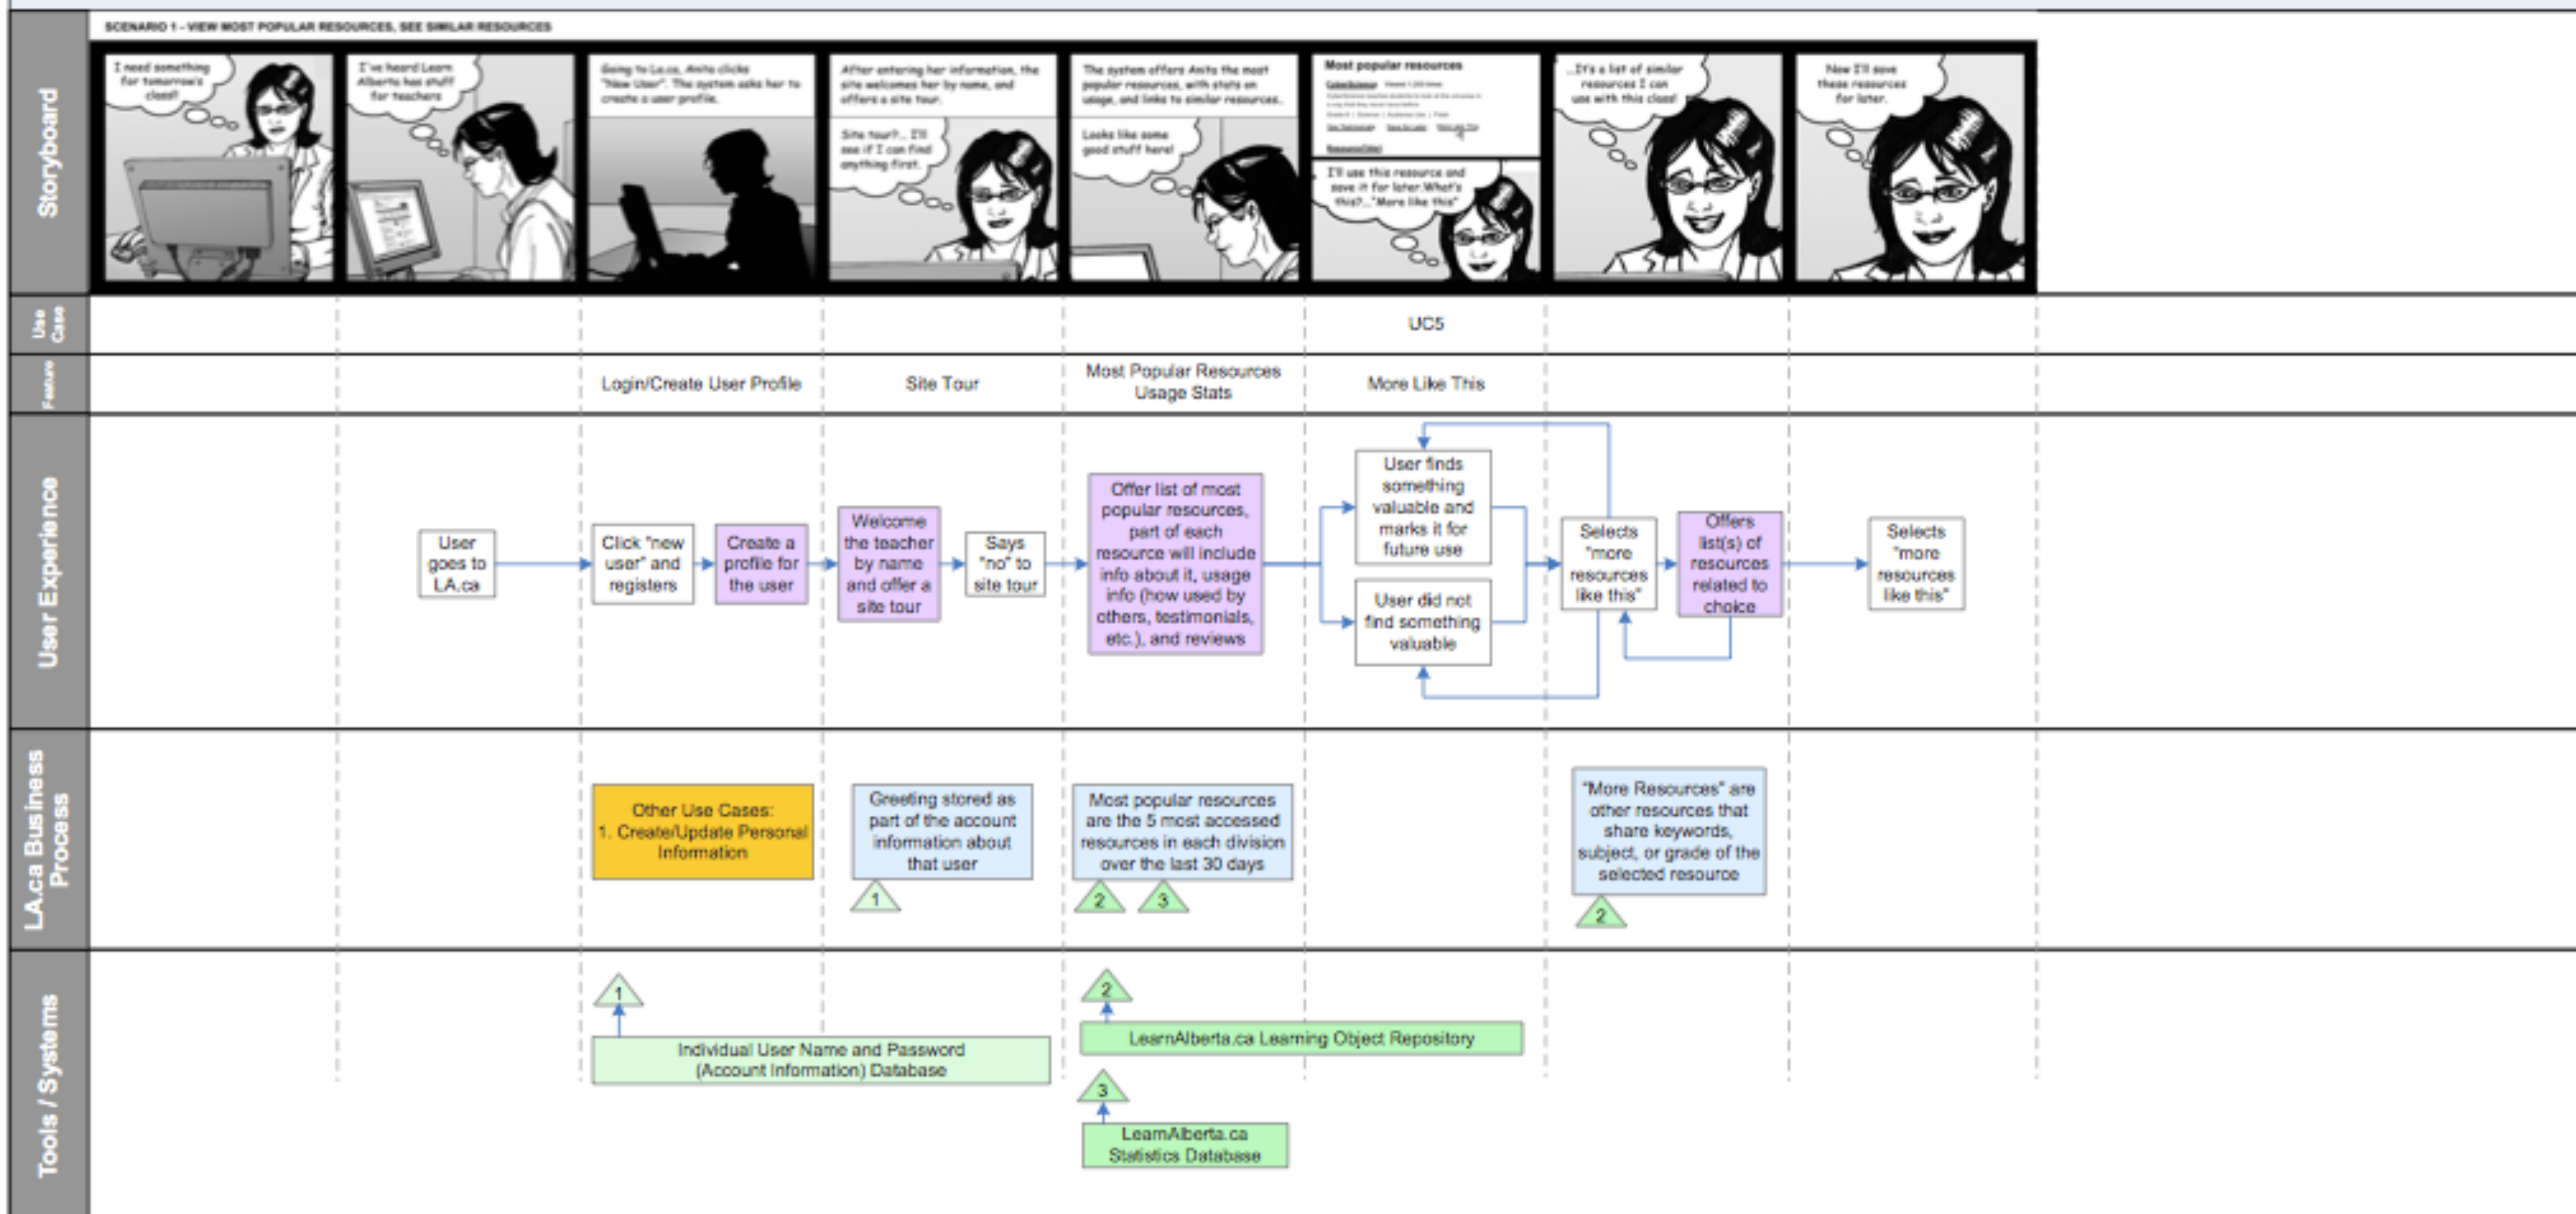 SCENARIO 1 - VIEW MOST POPULAR RESOURCES, SEE SIMILAR RESOURCES
Storyboard
I need something
for tomorrow's
class!!
I've heard Learn
Alberta has stuff
for teachers
Going to La.ca, Anita clicks
"New User". The system asks her to
create a user profile.
After entering her information, the
site welcomes her by name, and
offers a site tour.
Site tour?... I'll
see if I can find
anything first.
The system offers Anita the most
popular resources, with stats on
usage, and links to similar resources..
Looks like some
good stuff here!
Most popular resources
CyberScience Viewed 1,200 times
I'll use this resource and
save it for later.What's
this?..."More like this"
...It's a list of similar
resources I can
use with this class!
Now I'll save
these resources
for later.
Use
Case
UC5
Feature
Login/Create User Profile
Site Tour
Most Popular Resources
Usage Stats
More Like This
User Experience
User
goes to
LA.ca
Click "new
user" and
registers
Create a
profile for
the user
Welcome
the teacher
by name
and offer a
site tour
Says
"no" to
site tour
Offer list of most
popular resources,
part of each
resource will include
info about it, usage
info (how used by
others, testimonials,
etc.), and reviews
User finds
something
valuable and
marks it for
future use
User did not
find something
valuable
Selects
"more
resources
like this"
Offers
list(s) of
resources
related to
choice
Selects
"more
resources
like this"
LA.ca Business
Process
Other Use Cases:
1. Create/Update Personal
Information
Greeting stored as
part of the account
information about
that user
1
Most popular resources
are the 5 most accessed
resources in each division
over the last 30 days
2
3
"More Resources" are
other resources that
share keywords,
subject, or grade of the
selected resource
2
Tools / Systems
1
Individual User Name and Password
(Account Information) Database
2
LearnAlberta.ca Learning Object Repository
3
LearnAlberta.ca
Statistics Database